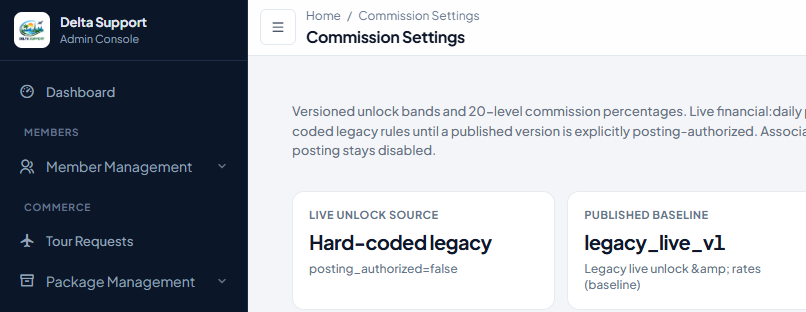 Delta Support
Admin Console
Dashboard
MEMBERS
Member Management
COMMERCE
Tour Requests
Package Management
Home / Commission Settings
Commission Settings
Versioned unlock bands and 20-level commission percentages. Live financial:daily
coded legacy rules until a published version is explicitly posting-authorized.
posting stays disabled.
LIVE UNLOCK SOURCE
Hard-coded legacy
posting_authorized=false
PUBLISHED BASELINE
legacy_live_v1
Legacy live unlock &amp; rates
(baseline)